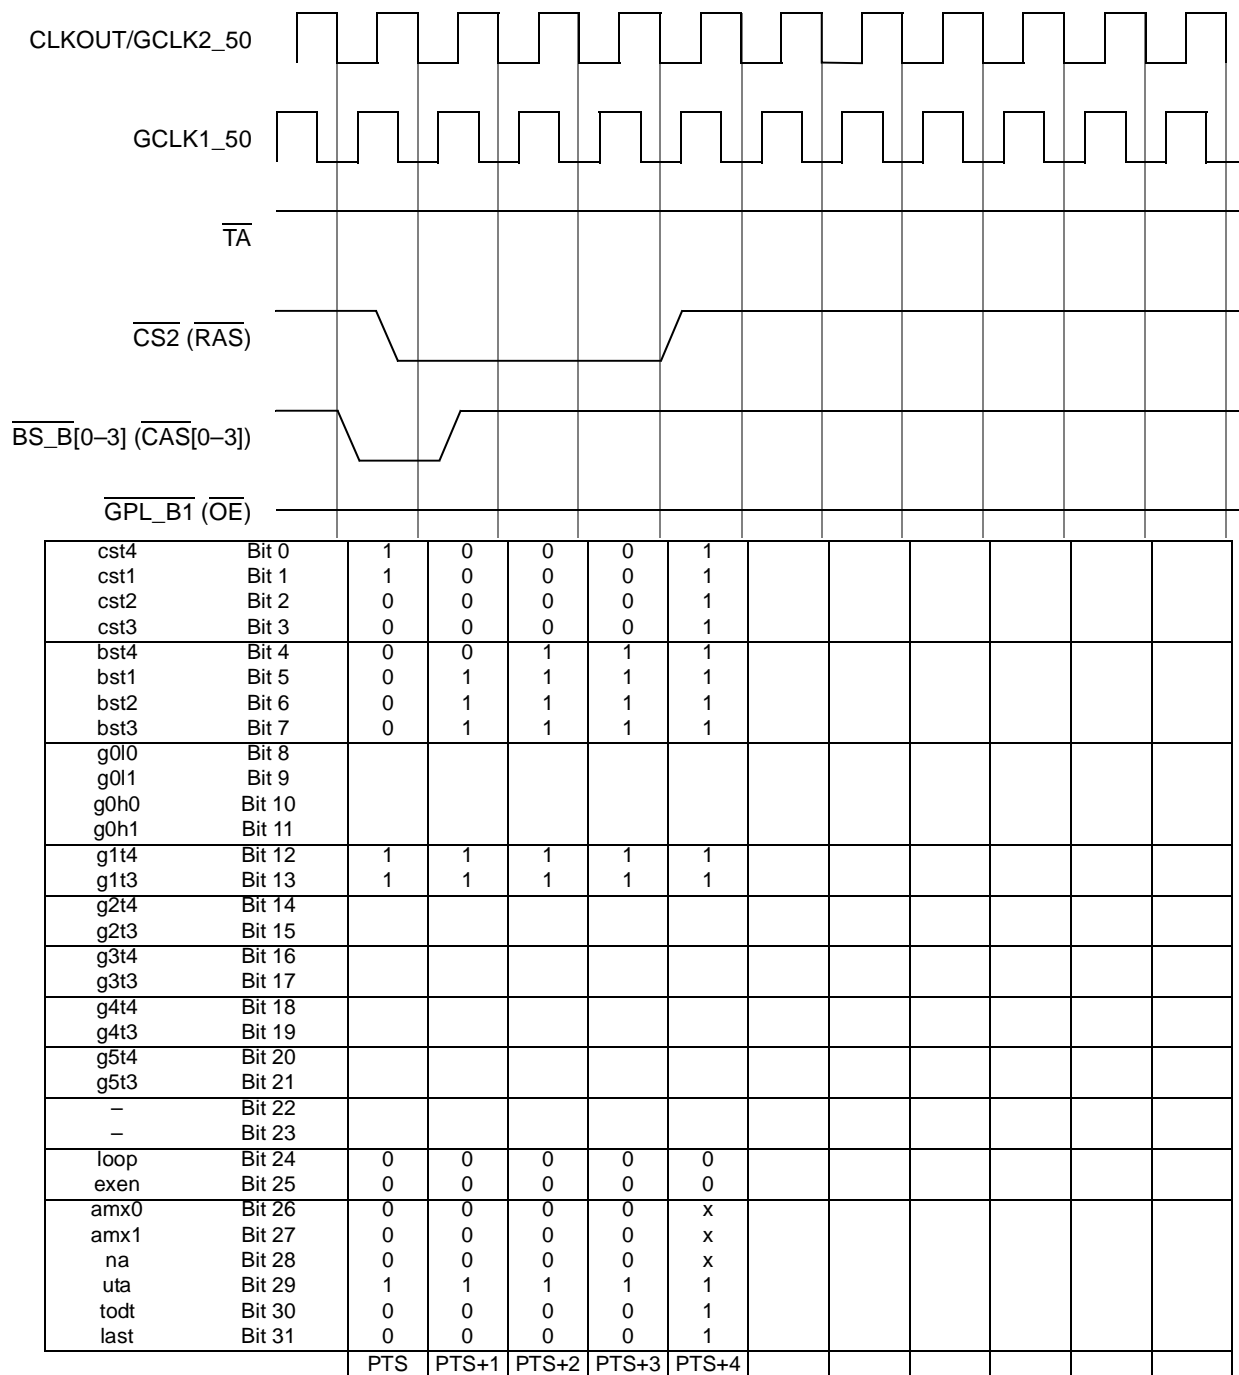 CLKOUT/GCLK2_50
GCLK1_50
TA
CS2 (RAS)
BS_B[0–3] (CAS[0–3])
GPL_B1 (OE)
cst4 Bit 0 1 0 0 0 1
cst1 Bit 1 1 0 0 0 1
cst2 Bit 2 0 0 0 0 1
cst3 Bit 3 0 0 0 0 1
bst4 Bit 4 0 0 1 1 1
bst1 Bit 5 0 1 1 1 1
bst2 Bit 6 0 1 1 1 1
bst3 Bit 7 0 1 1 1 1
g0l0 Bit 8
g0l1 Bit 9
g0h0 Bit 10
g0h1 Bit 11
g1t4 Bit 12 1 1 1 1 1
g1t3 Bit 13 1 1 1 1 1
g2t4 Bit 14
g2t3 Bit 15
g3t4 Bit 16
g3t3 Bit 17
g4t4 Bit 18
g4t3 Bit 19
g5t4 Bit 20
g5t3 Bit 21
– Bit 22
– Bit 23
loop Bit 24 0 0 0 0 0
exen Bit 25 0 0 0 0 0
amx0 Bit 26 0 0 0 0 x
amx1 Bit 27 0 0 0 0 x
na Bit 28 0 0 0 0 x
uta Bit 29 1 1 1 1 1
todt Bit 30 0 0 0 0 1
last Bit 31 0 0 0 0 1
PTS PTS+1 PTS+2 PTS+3 PTS+4